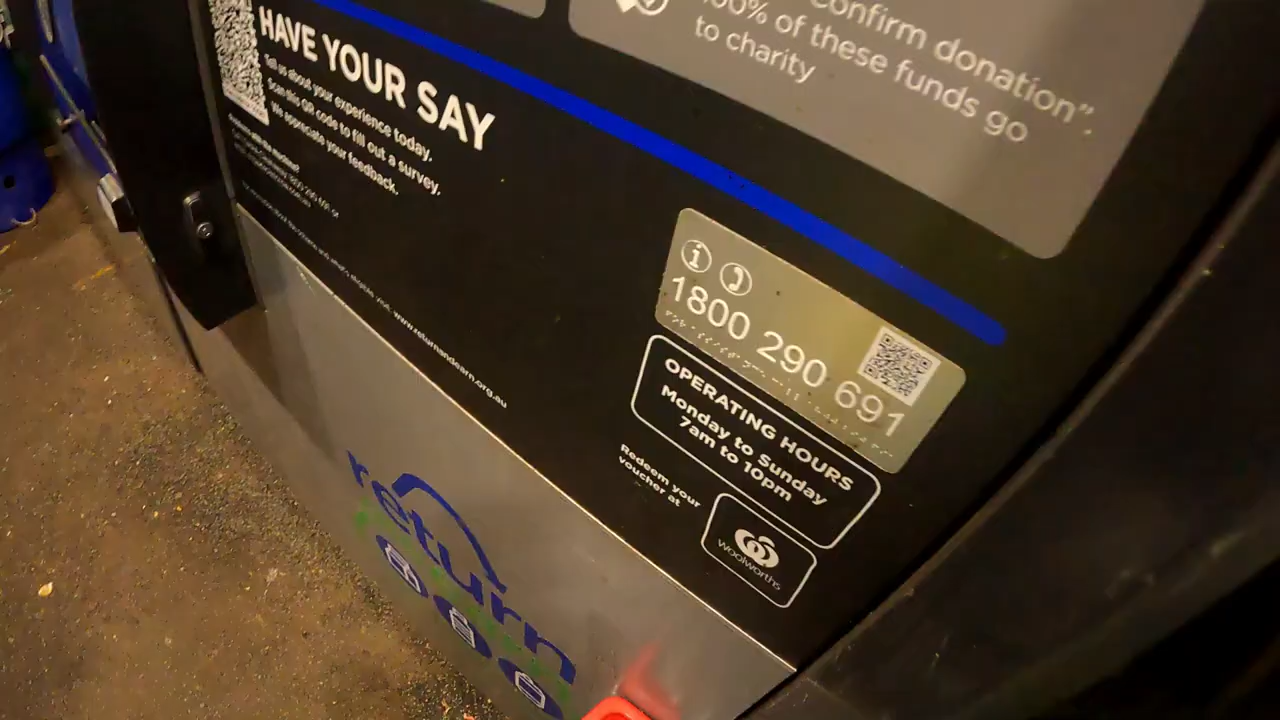 Confirm donation".
100% of these funds go
to charity
HAVE YOUR SAY
Tell us about your experience today.
Scan this QR code to fill out a survey.
We appreciate your feedback.
www.returnandearn.org.au
1800 290 691
OPERATING HOURS
Monday to Sunday
7am to 10pm
Redeem your
voucher at
woolworths
return